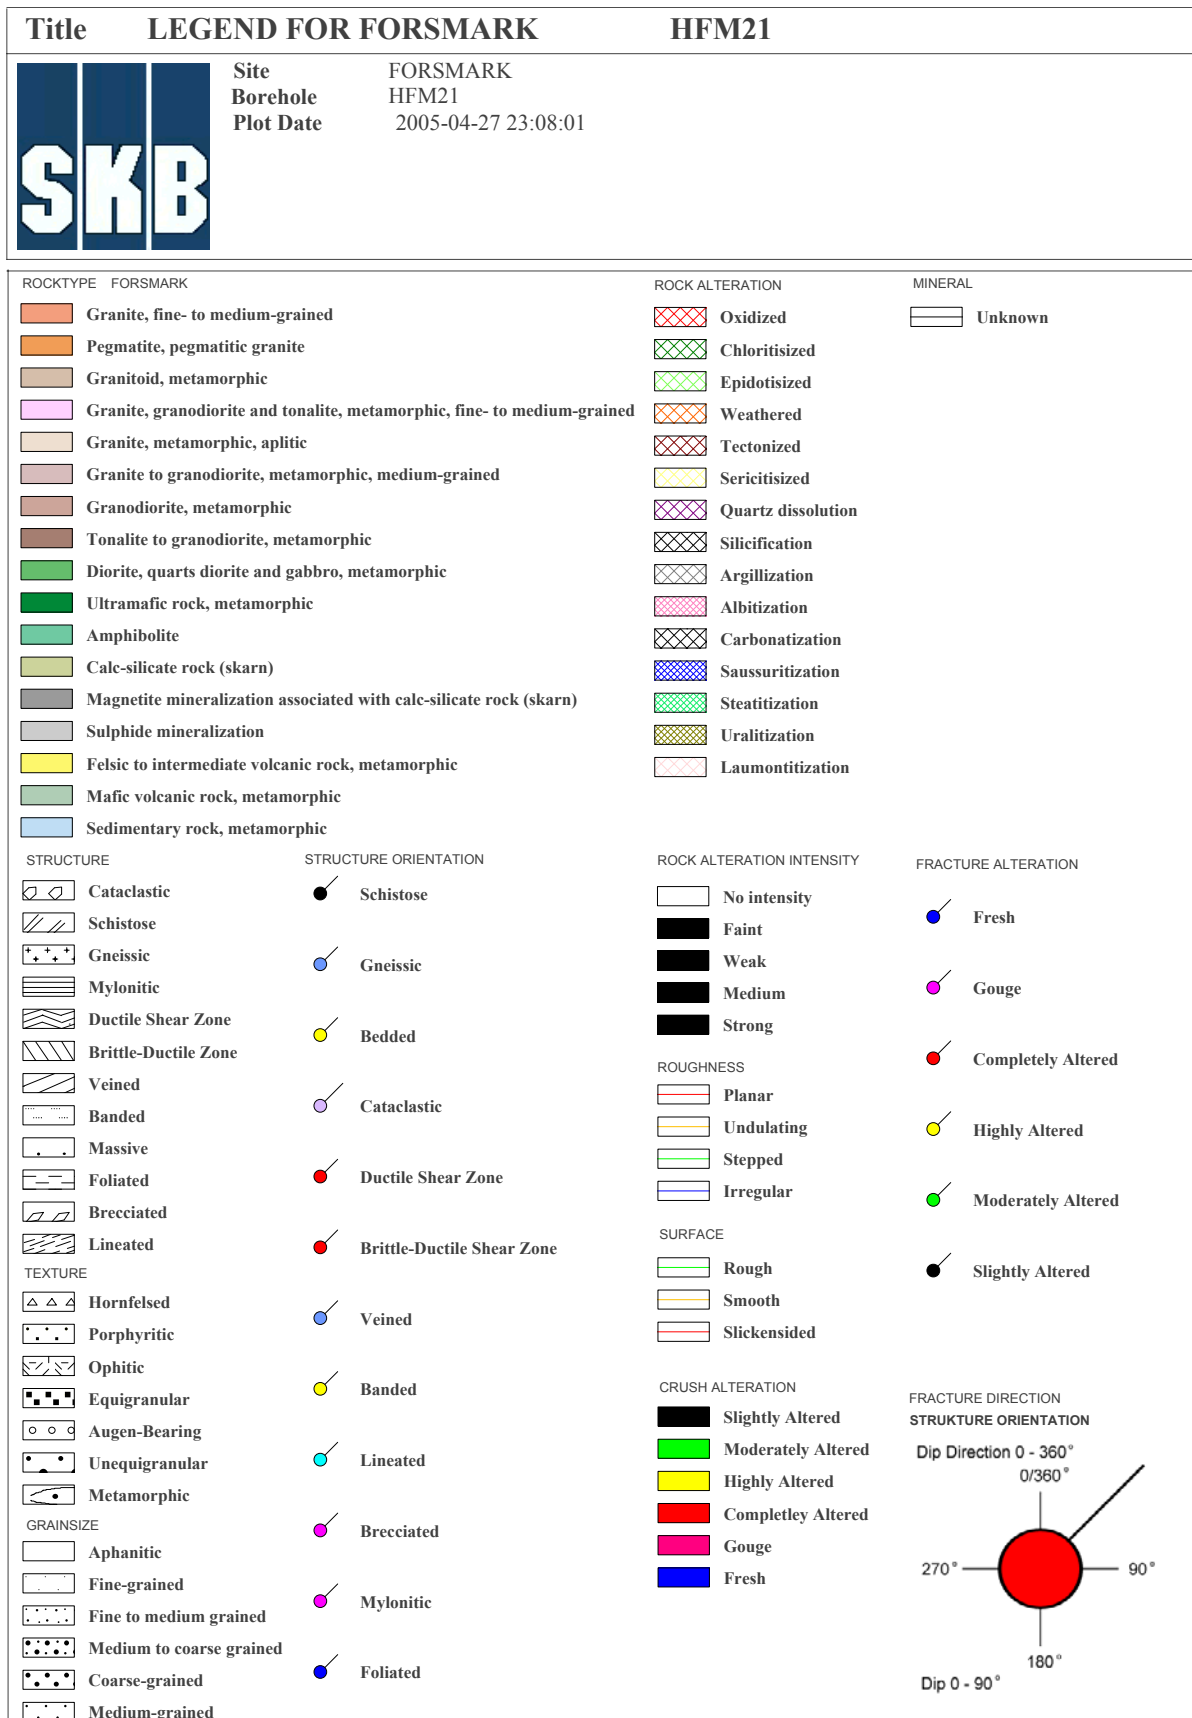 Title LEGEND FOR FORSMARK HFM21
SKB
Site FORSMARK
Borehole HFM21
Plot Date 2005-04-27 23:08:01
ROCKTYPE FORSMARK
Granite, fine- to medium-grained
Pegmatite, pegmatitic granite
Granitoid, metamorphic
Granite, granodiorite and tonalite, metamorphic, fine- to medium-grained
Granite, metamorphic, aplitic
Granite to granodiorite, metamorphic, medium-grained
Granodiorite, metamorphic
Tonalite to granodiorite, metamorphic
Diorite, quarts diorite and gabbro, metamorphic
Ultramafic rock, metamorphic
Amphibolite
Calc-silicate rock (skarn)
Magnetite mineralization associated with calc-silicate rock (skarn)
Sulphide mineralization
Felsic to intermediate volcanic rock, metamorphic
Mafic volcanic rock, metamorphic
Sedimentary rock, metamorphic
ROCK ALTERATION
Oxidized
Chloritisized
Epidotisized
Weathered
Tectonized
Sericitisized
Quartz dissolution
Silicification
Argillization
Albitization
Carbonatization
Saussuritization
Steatitization
Uralitization
Laumontitization
MINERAL
Unknown
STRUCTURE
Cataclastic
Schistose
Gneissic
Mylonitic
Ductile Shear Zone
Brittle-Ductile Zone
Veined
Banded
Massive
Foliated
Brecciated
Lineated
TEXTURE
Hornfelsed
Porphyritic
Ophitic
Equigranular
Augen-Bearing
Unequigranular
Metamorphic
GRAINSIZE
Aphanitic
Fine-grained
Fine to medium grained
Medium to coarse grained
Coarse-grained
Medium-grained
STRUCTURE ORIENTATION
Schistose
Gneissic
Bedded
Cataclastic
Ductile Shear Zone
Brittle-Ductile Shear Zone
Veined
Banded
Lineated
Brecciated
Mylonitic
Foliated
ROCK ALTERATION INTENSITY
No intensity
Faint
Weak
Medium
Strong
ROUGHNESS
Planar
Undulating
Stepped
Irregular
SURFACE
Rough
Smooth
Slickensided
CRUSH ALTERATION
Slightly Altered
Moderately Altered
Highly Altered
Completley Altered
Gouge
Fresh
FRACTURE ALTERATION
Fresh
Gouge
Completely Altered
Highly Altered
Moderately Altered
Slightly Altered
FRACTURE DIRECTION
STRUKTURE ORIENTATION
Dip Direction 0 - 360°
0/360°
270° 90°
180°
Dip 0 - 90°